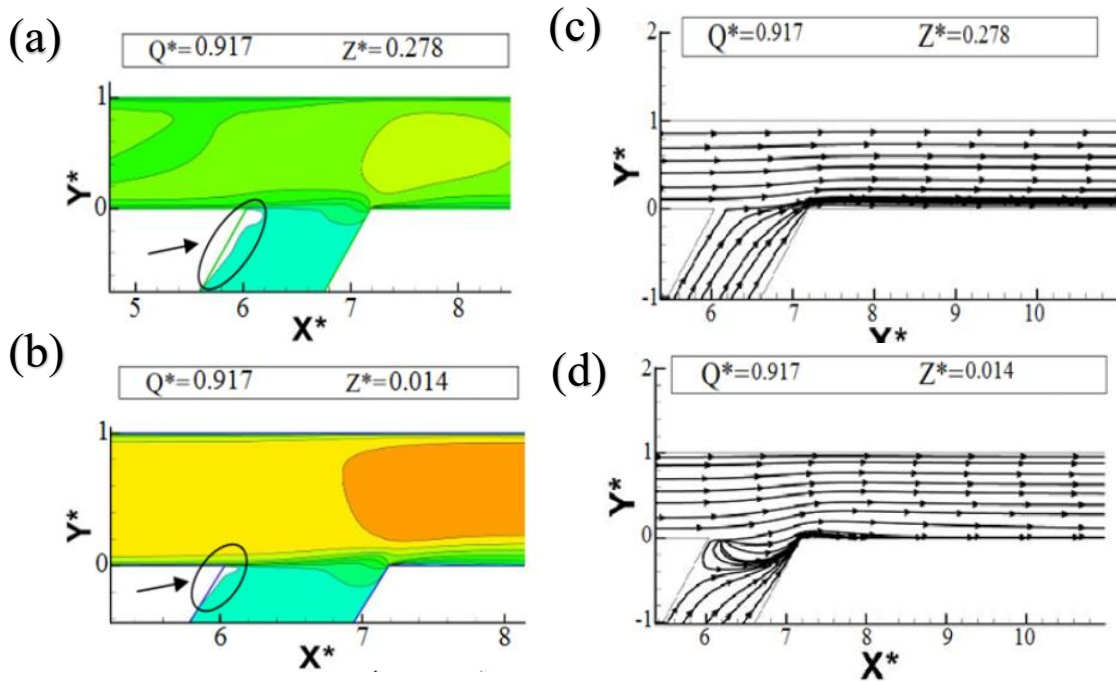 (a)
Q*=0.917 Z*=0.278
1
0
Y*
5 6 7 8
X*
(b)
Q*=0.917 Z*=0.014
1
0
Y*
6 7 8
X*
(c)
2
Q*=0.917 Z*=0.278
1
0
-1
Y*
6 7 8 9 10
X*
(d)
2
Q*=0.917 Z*=0.014
1
0
-1
Y*
6 7 8 9 10
X*